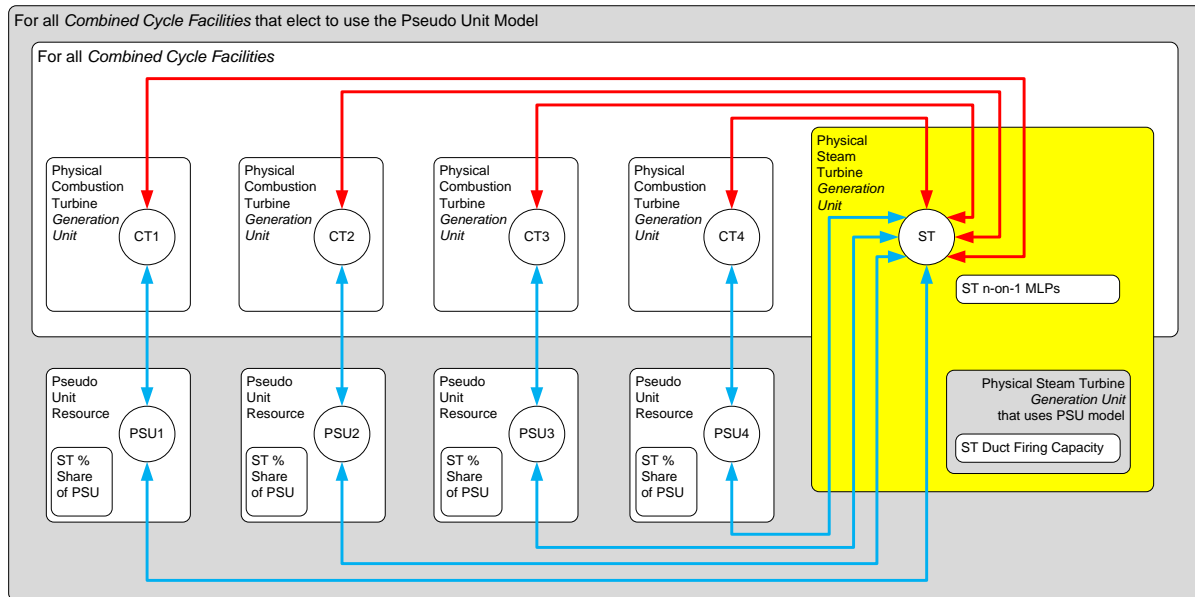 For all Combined Cycle Facilities that elect to use the Pseudo Unit Model
For all Combined Cycle Facilities
Physical
Combustion
Turbine
Generation
Unit
CT1
Physical
Combustion
Turbine
Generation
Unit
CT2
Physical
Combustion
Turbine
Generation
Unit
CT3
Physical
Combustion
Turbine
Generation
Unit
CT4
Physical
Steam
Turbine
Generation
Unit
ST
ST n-on-1 MLPs
Pseudo
Unit
Resource
PSU1
ST %
Share
of PSU
Pseudo
Unit
Resource
PSU2
ST %
Share
of PSU
Pseudo
Unit
Resource
PSU3
ST %
Share
of PSU
Pseudo
Unit
Resource
PSU4
ST %
Share
of PSU
Physical Steam Turbine
Generation Unit
that uses PSU model
ST Duct Firing Capacity